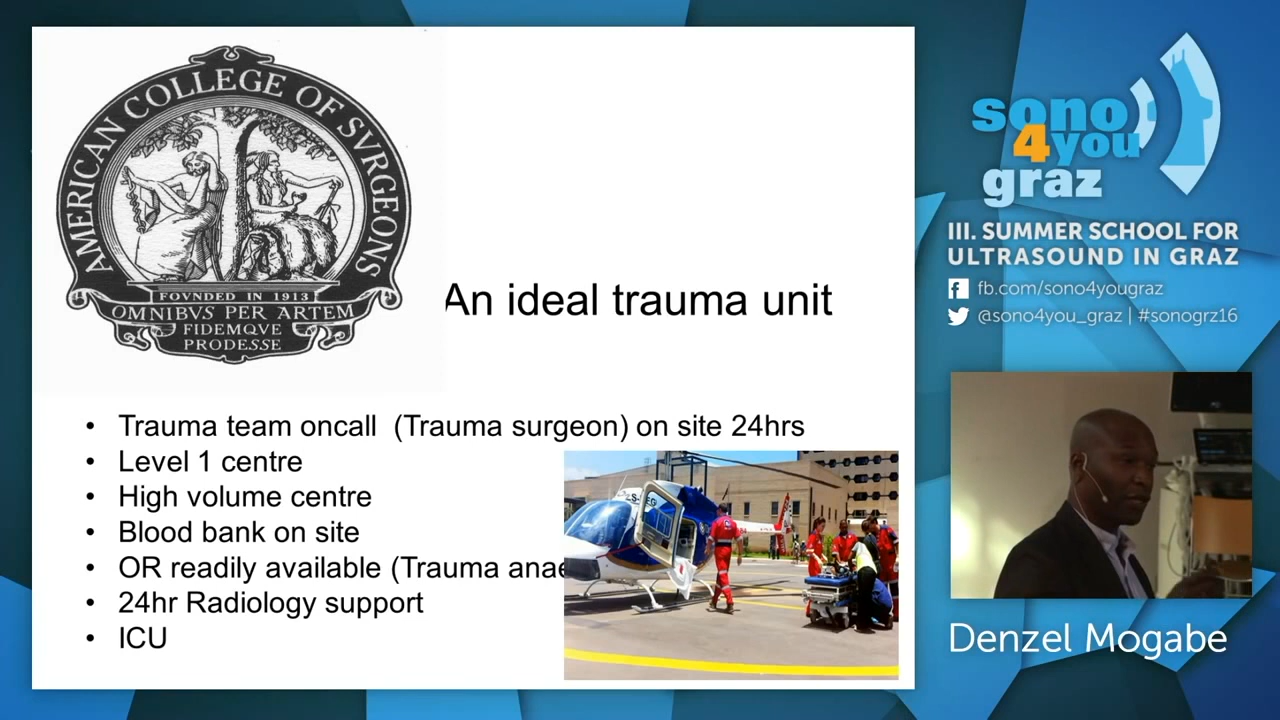 AMERICAN COLLEGE OF SVRGEONS
FOUNDED IN 1913
OMNIBVS PER ARTEM
FIDEMQVE
PRODESSE
An ideal trauma unit
• Trauma team oncall (Trauma surgeon) on site 24hrs
• Level 1 centre
• High volume centre
• Blood bank on site
• OR readily available (Trauma anae
• 24hr Radiology support
• ICU
sono
4you
graz
III. SUMMER SCHOOL FOR
ULTRASOUND IN GRAZ
fb.com/sono4yougraz
@sono4you_graz | #sonogrz16
Denzel Mogabe